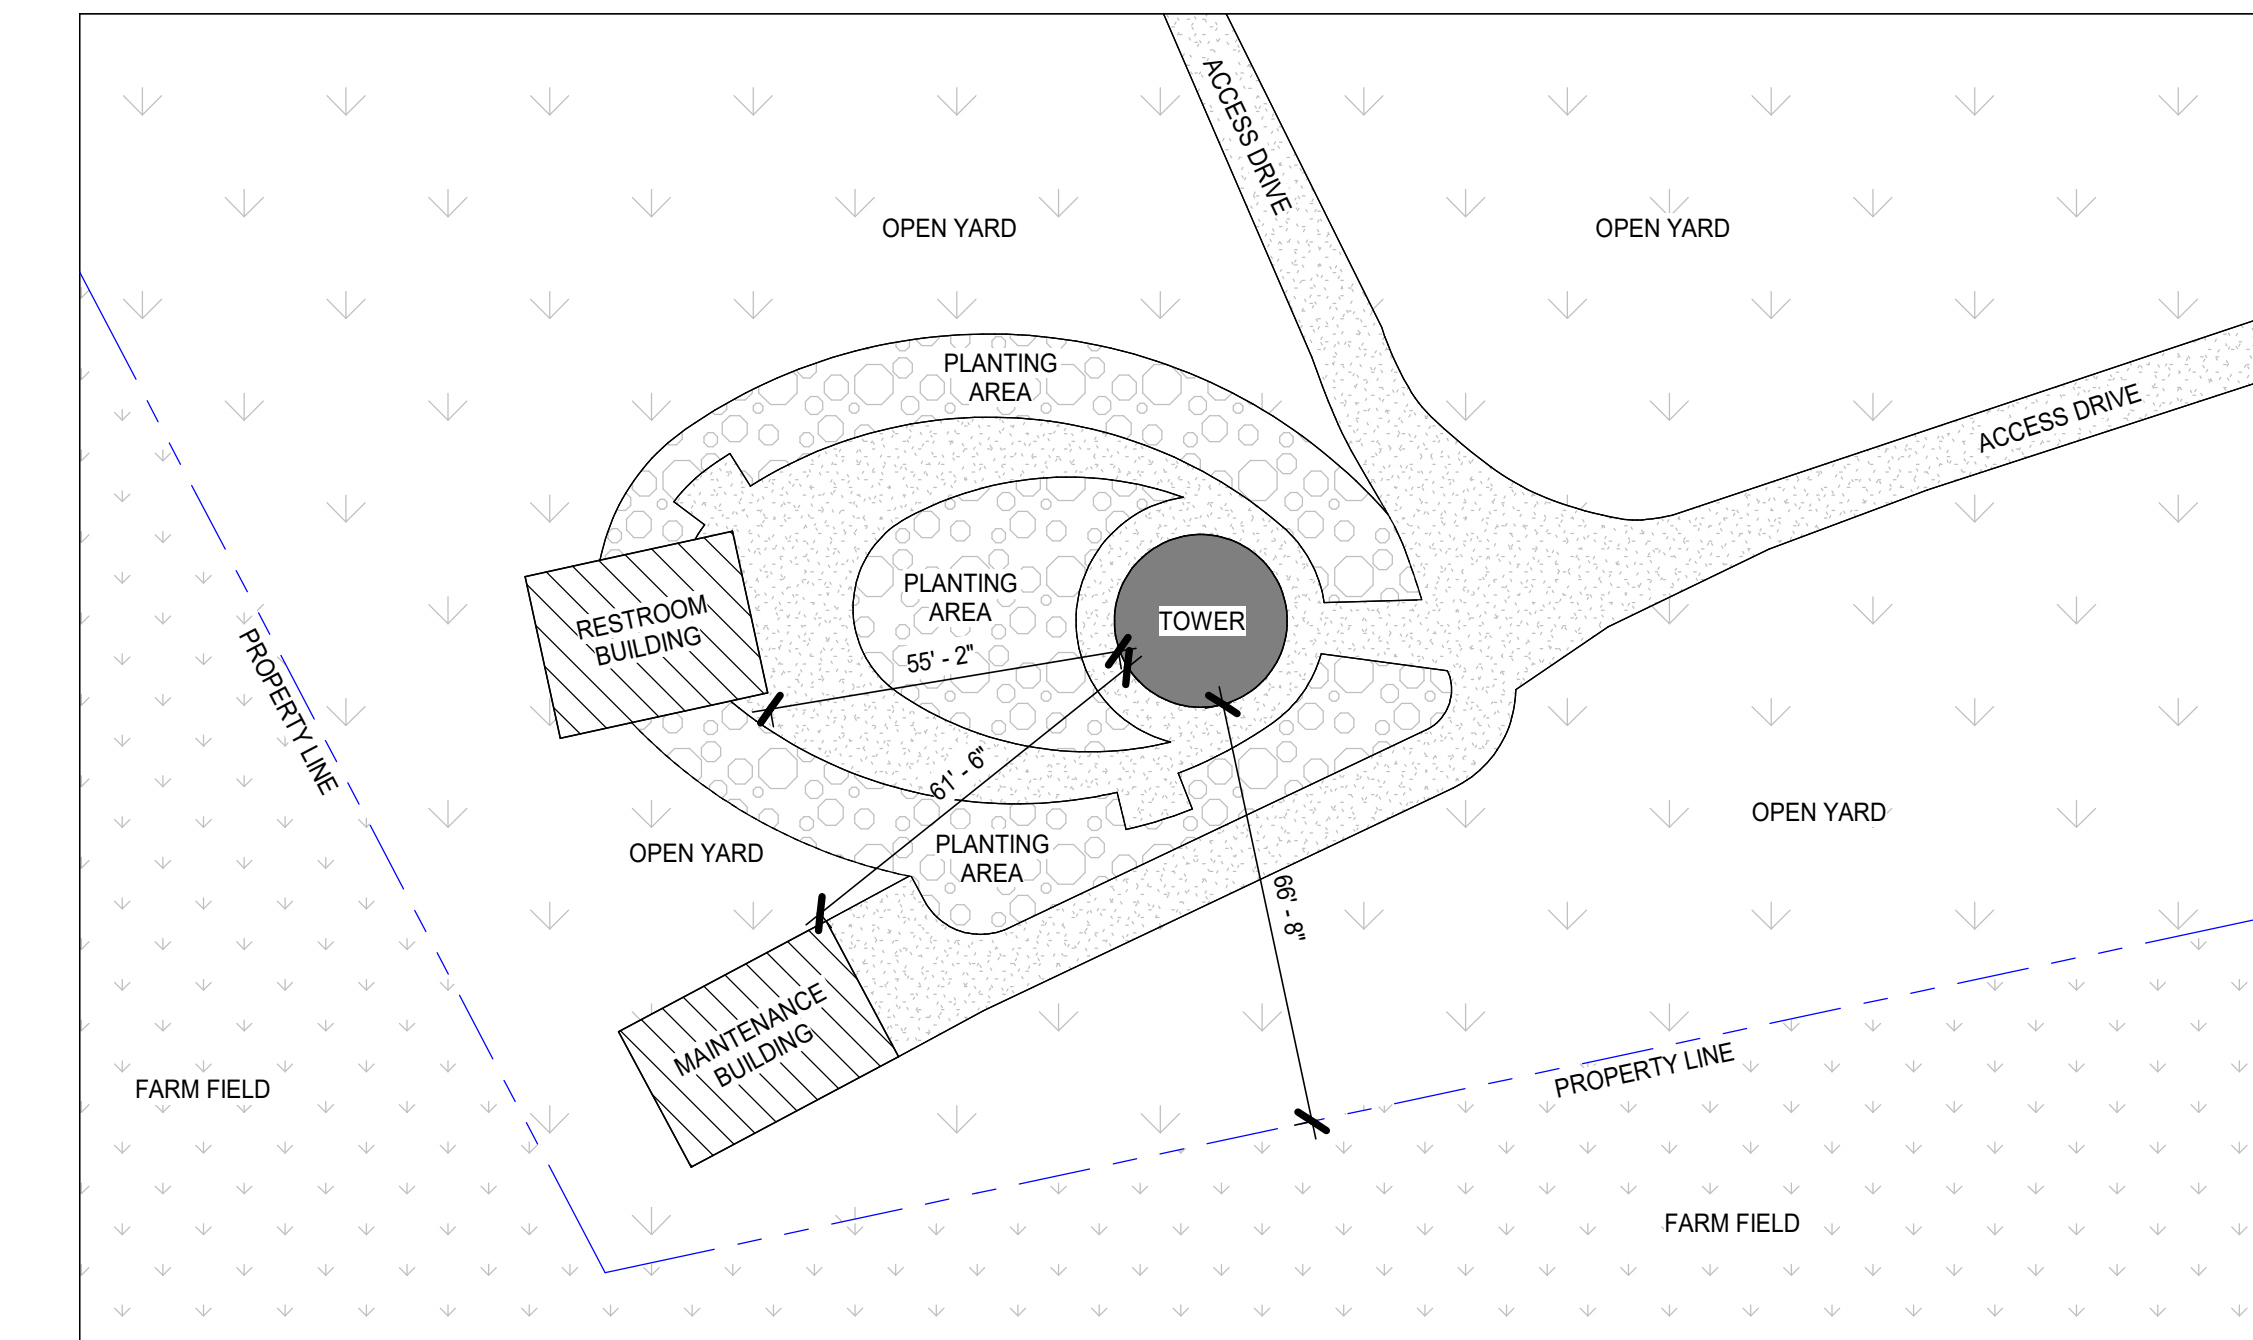 ACCESS DRIVE
OPEN YARD
OPEN YARD
PLANTING
AREA
ACCESS DRIVE
PLANTING
AREA
TOWER
RESTROOM
BUILDING
55' - 2"
PROPERTY LINE
61' - 6"
OPEN YARD
OPEN YARD
PLANTING
AREA
66' - 8"
MAINTENANCE
BUILDING
PROPERTY LINE
FARM FIELD
FARM FIELD